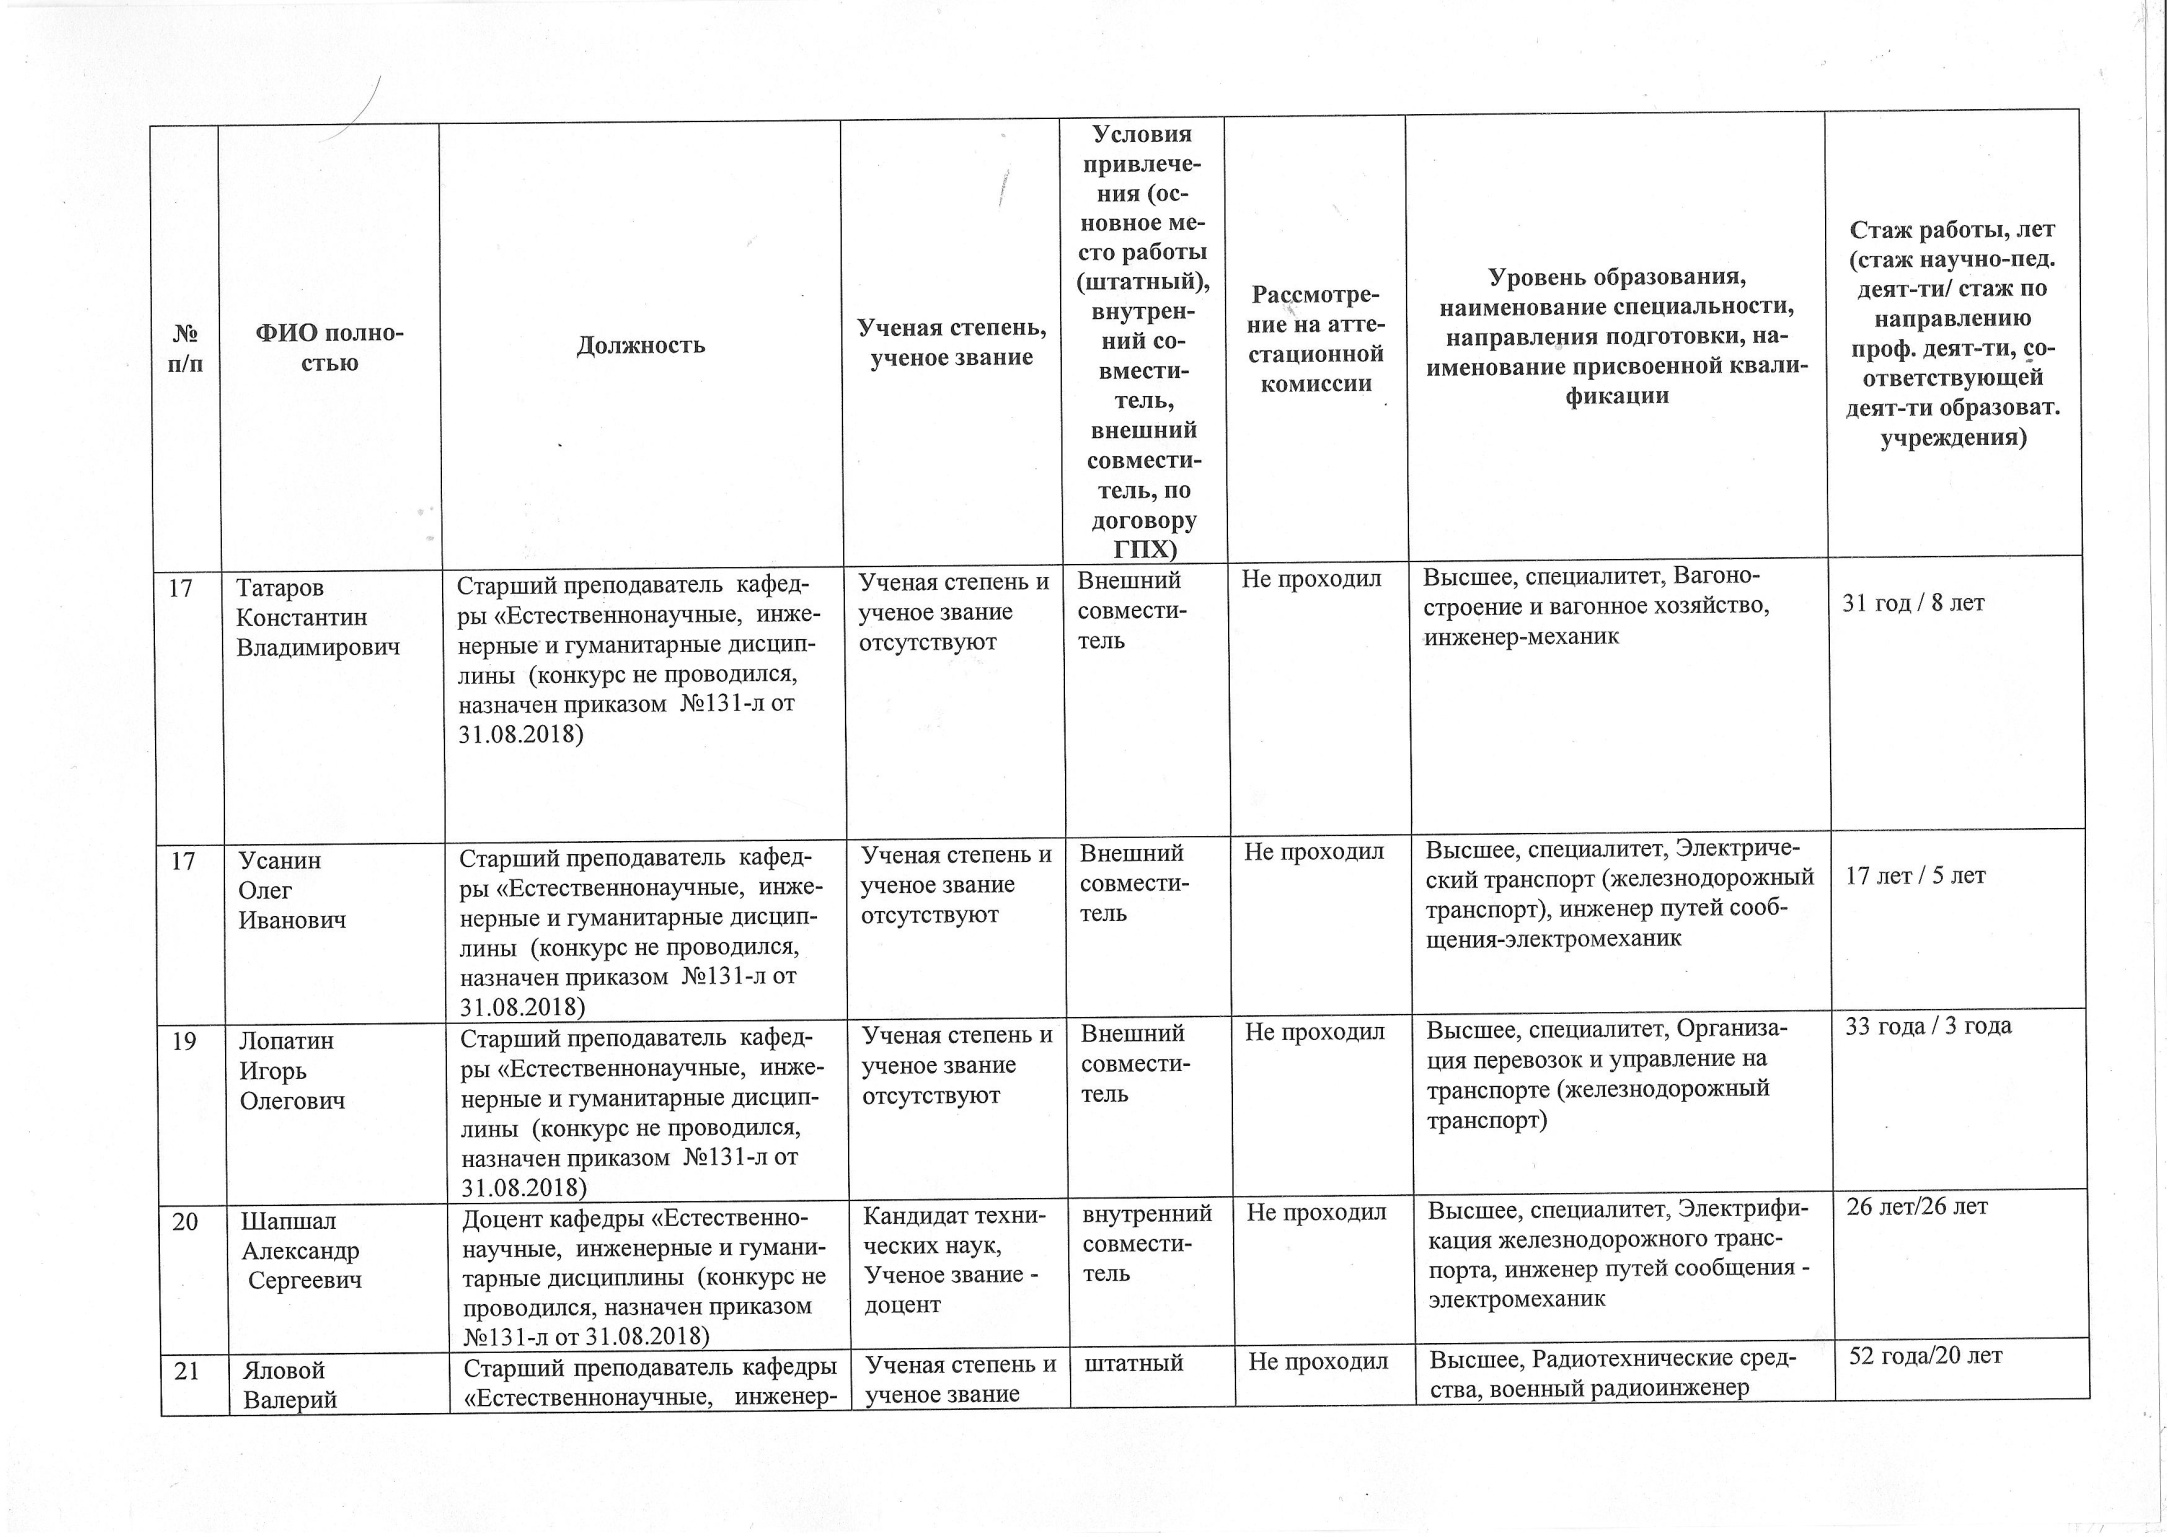 №
п/п
ФИО полно-
стью
Должность
Ученая степень,
ученое звание
Условия
привлече-
ния (ос-
новное ме-
сто работы
(штатный),
внутрен-
ний со-
вмести-
тель,
внешний
совмести-
тель, по
договору
ГПХ)
Рассмотре-
ние на атте-
стационной
комиссии
Уровень образования,
наименование специальности,
направления подготовки, на-
именование присвоенной квали-
фикации
Стаж работы, лет
(стаж научно-пед.
деят-ти/ стаж по
направлению
проф. деят-ти, со-
ответствующей
деят-ти образоват.
учреждения)
17
Татаров
Константин
Владимирович
Старший преподаватель кафед-
ры «Естественнонаучные, инже-
нерные и гуманитарные дисцип-
лины (конкурс не проводился,
назначен приказом №131-л от
31.08.2018)
Ученая степень и
ученое звание
отсутствуют
Внешний
совмести-
тель
Не проходил
Высшее, специалитет, Вагоно-
строение и вагонное хозяйство,
инженер-механик
31 год / 8 лет
17
Усанин
Олег
Иванович
Старший преподаватель кафед-
ры «Естественнонаучные, инже-
нерные и гуманитарные дисцип-
лины (конкурс не проводился,
назначен приказом №131-л от
31.08.2018)
Ученая степень и
ученое звание
отсутствуют
Внешний
совмести-
тель
Не проходил
Высшее, специалитет, Электриче-
ский транспорт (железнодорожный
транспорт), инженер путей сооб-
щения-электромеханик
17 лет / 5 лет
19
Лопатин
Игорь
Олегович
Старший преподаватель кафед-
ры «Естественнонаучные, инже-
нерные и гуманитарные дисцип-
лины (конкурс не проводился,
назначен приказом №131-л от
31.08.2018)
Ученая степень и
ученое звание
отсутствуют
Внешний
совмести-
тель
Не проходил
Высшее, специалитет, Организа-
ция перевозок и управление на
транспорте (железнодорожный
транспорт)
33 года / 3 года
20
Шапшал
Александр
Сергеевич
Доцент кафедры «Естественно-
научные, инженерные и гумани-
тарные дисциплины (конкурс не
проводился, назначен приказом
№131-л от 31.08.2018)
Кандидат техни-
ческих наук,
Ученое звание -
доцент
внутренний
совмести-
тель
Не проходил
Высшее, специалитет, Электрифи-
кация железнодорожного транс-
порта, инженер путей сообщения -
электромеханик
26 лет/26 лет
21
Яловой
Валерий
Старший преподаватель кафедры
«Естественнонаучные, инженер-
Ученая степень и
ученое звание
штатный
Не проходил
Высшее, Радиотехнические сред-
ства, военный радиоинженер
52 года/20 лет